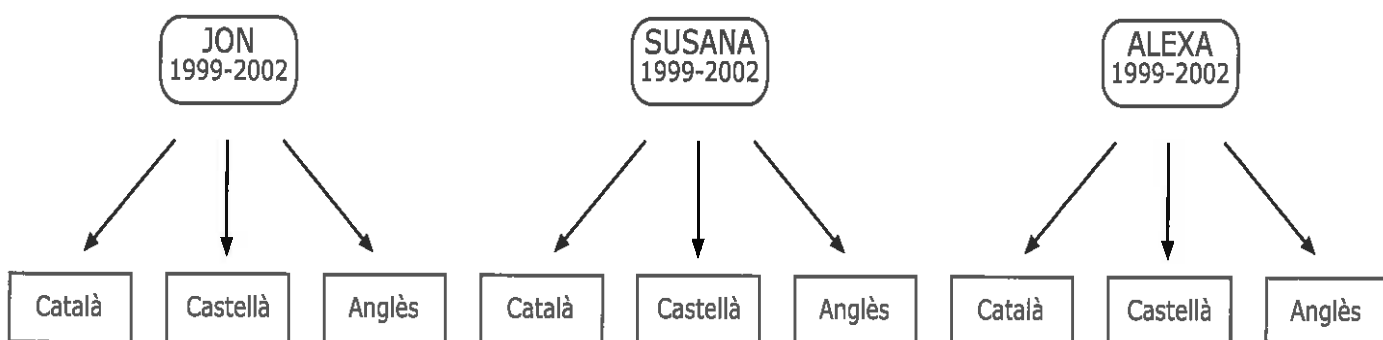 JON
1999-2002
SUSANA
1999-2002
ALEXA
1999-2002
Català
Castellà
Anglès
Català
Castellà
Anglès
Català
Castellà
Anglès